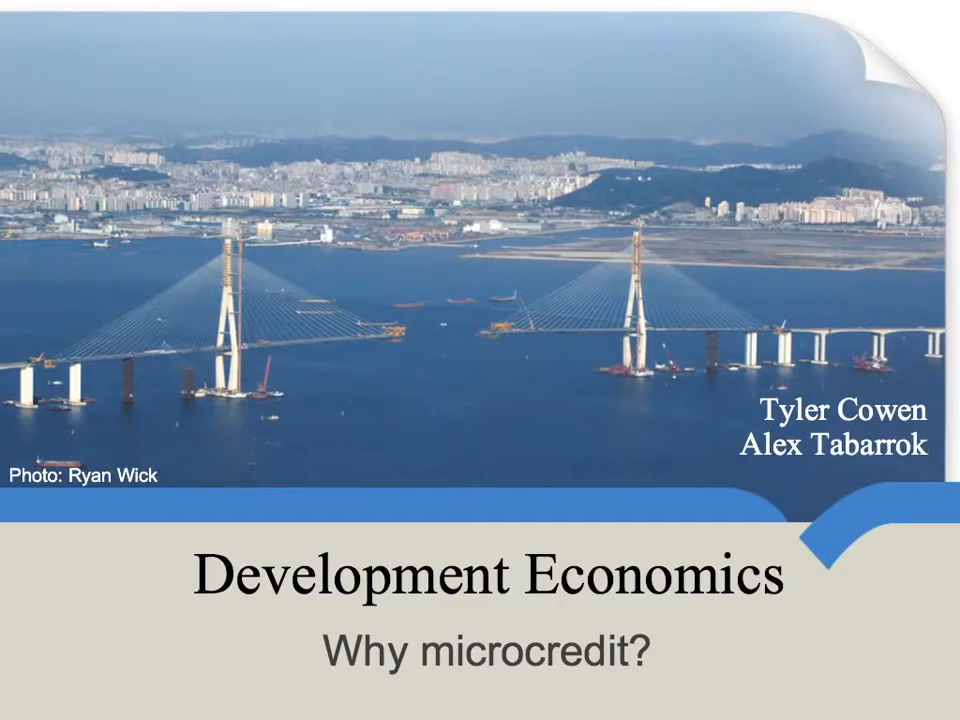 Tyler Cowen
Alex Tabarrok
Photo: Ryan Wick
Development Economics
Why microcredit?